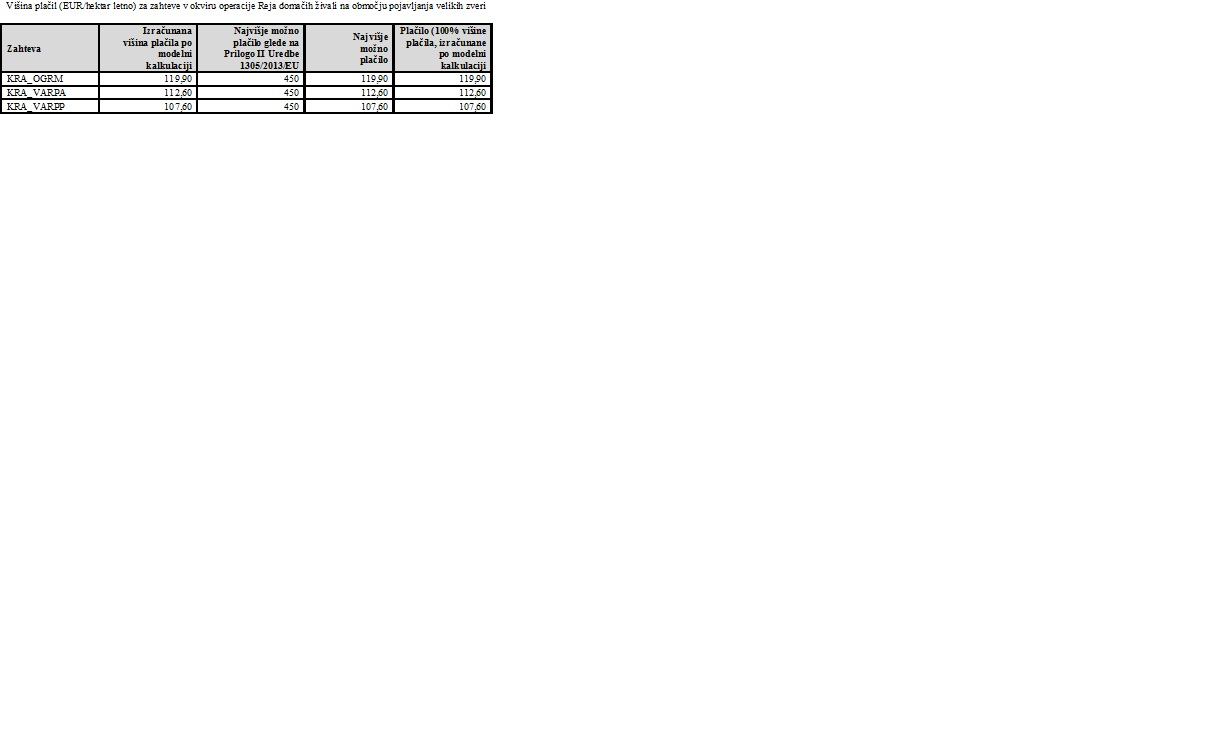 Višina plačil (EUR/hektar letno) za zahteve v okviru operacije Reja domačih živali na območju pojavljanja velikih zveri
Zahteva
Izračunana
višina plačila po
modelni
kalkulaciji
Najvišje možno
plačilo glede na
Prilogo II Uredbe
1305/2013/EU
Najvišje
možno
plačilo
Plačilo (100% višine
plačila, izračunane
po modelni
kalkulaciji
KRA_OGRM 119,90 450 119,90 119,90
KRA_VARPA 112,60 450 112,60 112,60
KRA_VARPP 107,60 450 107,60 107,60